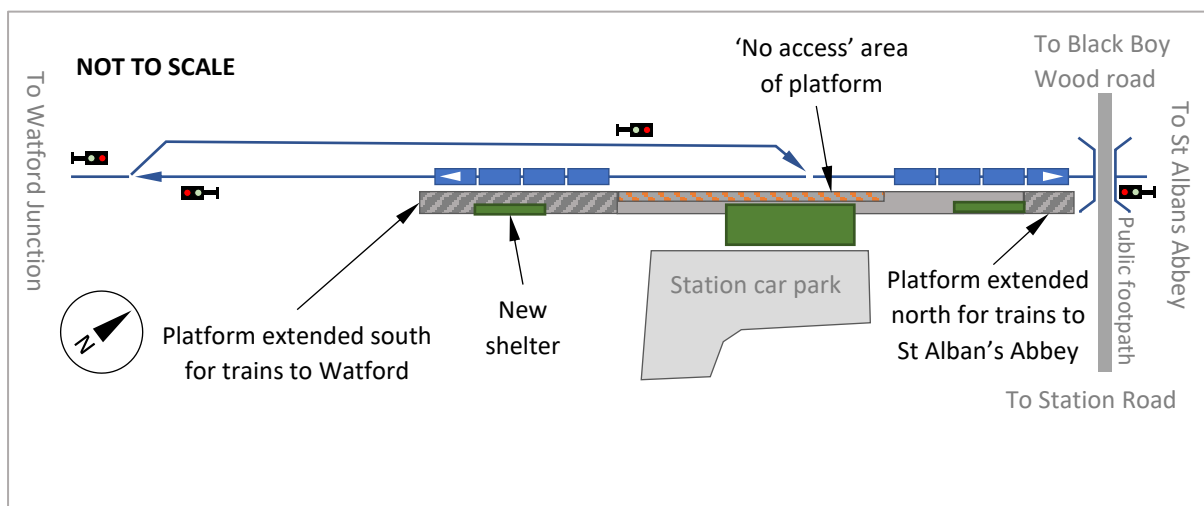 NOT TO SCALE
‘No access’ area
of platform
To Black Boy
Wood road
To Watford Junction
To St Albans Abbey
Public footpath
Station car park
Platform extended south
for trains to Watford
New
shelter
Platform extended
north for trains to
St Alban’s Abbey
N
To Station Road